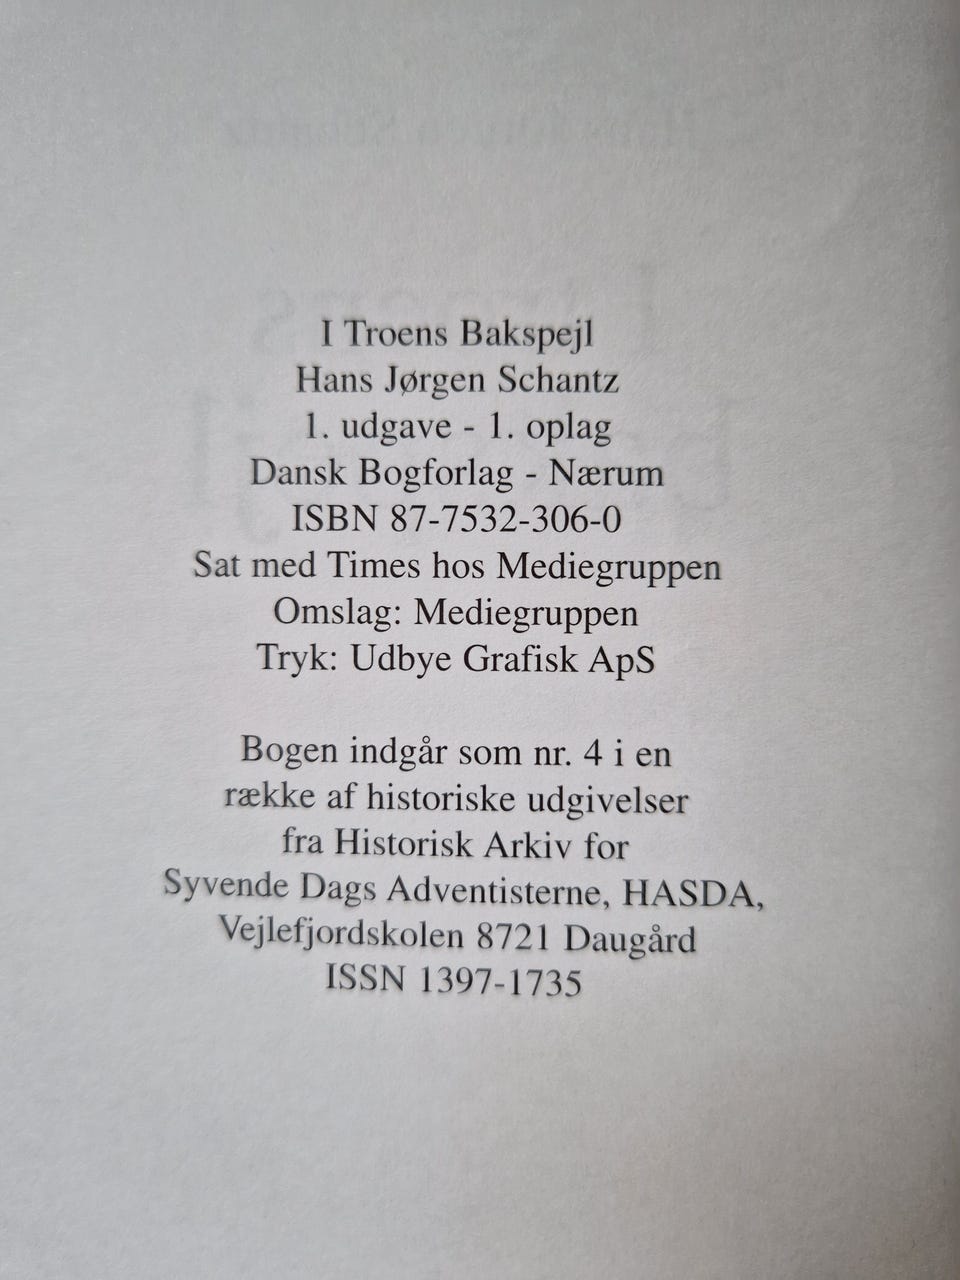 I Troens Bakspejl
Hans Jørgen Schantz
1. udgave - 1. oplag
Dansk Bogforlag - Nærum
ISBN 87-7532-306-0
Sat med Times hos Mediegruppen
Omslag: Mediegruppen
Tryk: Udbye Grafisk ApS
Bogen indgår som nr. 4 i en
række af historiske udgivelser
fra Historisk Arkiv for
Syvende Dags Adventisterne, HASDA,
Vejlefjordskolen 8721 Daugård
ISSN 1397-1735